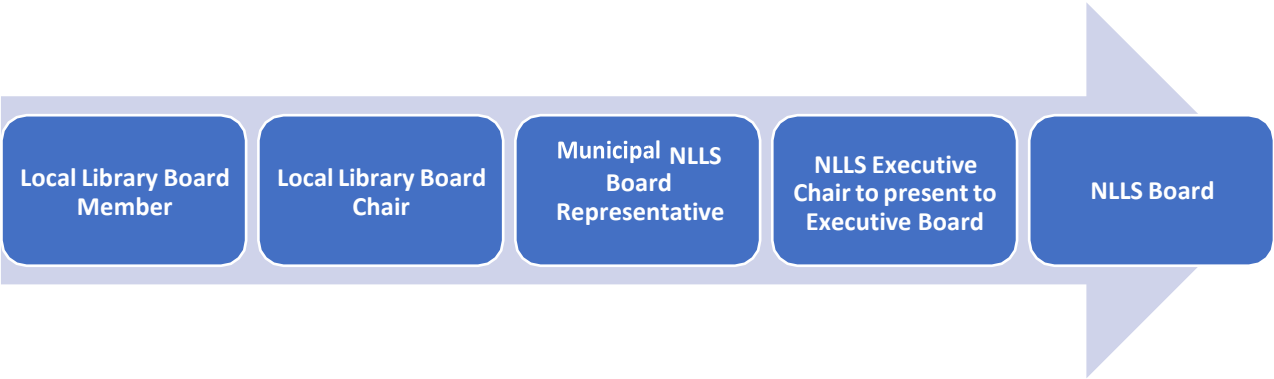 Local Library Board
Member
Local Library Board
Chair
Municipal NLLS
Board
Representative
NLLS Executive
Chair to present to
Executive Board
NLLS Board